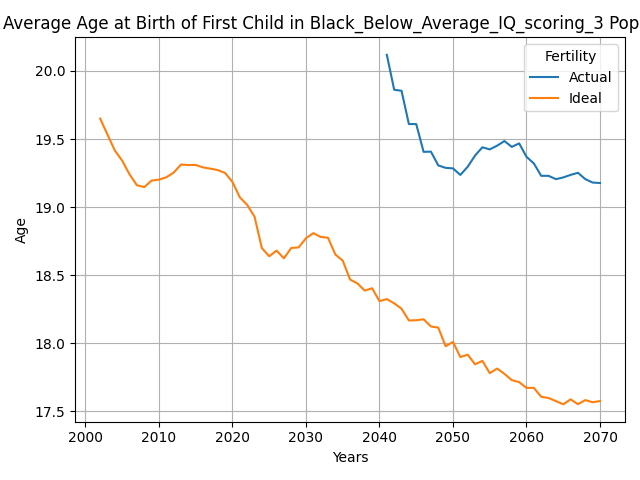 Average Age at Birth of First Child in Black_Below_Average_IQ_scoring_3 Pop
Fertility
Actual
Ideal
20.0
19.5
19.0
18.5
18.0
17.5
Age
2000 2010 2020 2030 2040 2050 2060 2070
Years